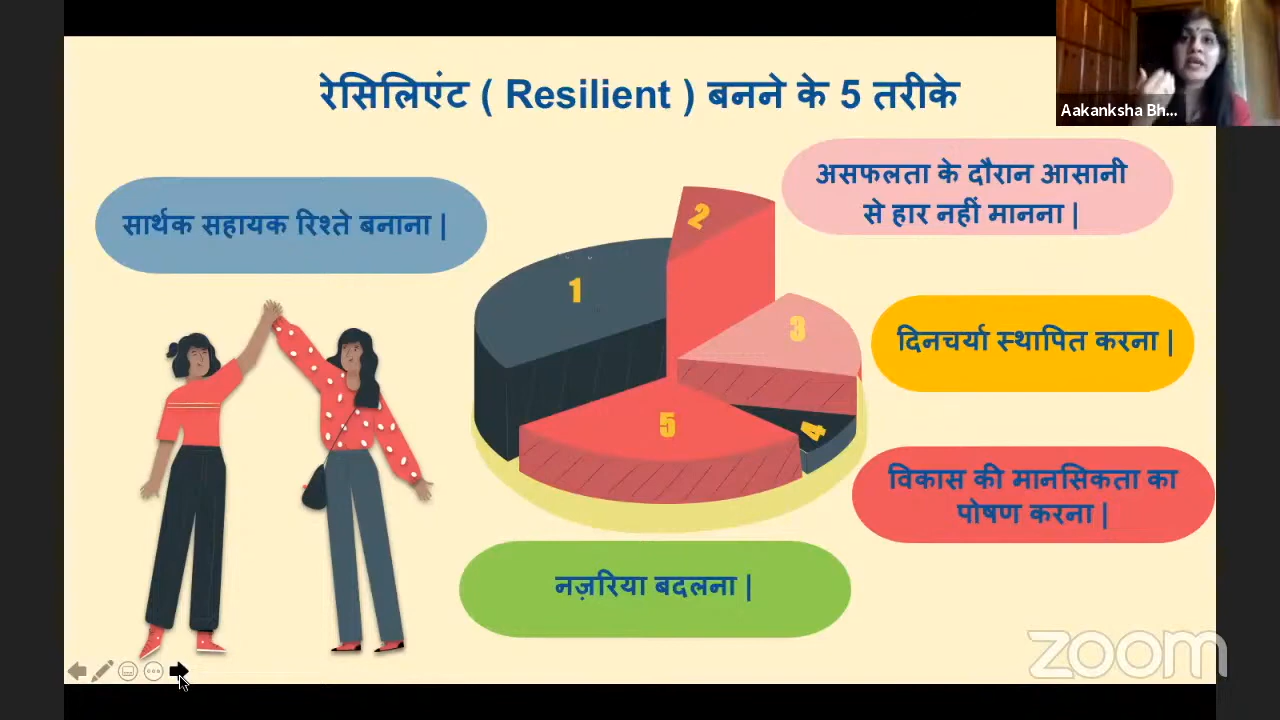 रेसिलिएंट ( Resilient ) बनने के 5 तरीके
Aakanksha Bh...
सार्थक सहायक रिश्ते बनाना |
असफलता के दौरान आसानी
से हार नहीं मानना |
1
2
3
4
5
दिनचर्या स्थापित करना |
विकास की मानसिकता का
पोषण करना |
नज़रिया बदलना |
zoom